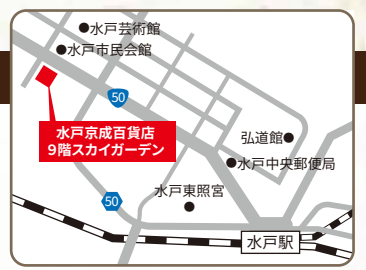 水戸芸術館
水戸市民会館
50
水戸京成百貨店
9階スカイガーデン
弘道館
水戸中央郵便局
水戸東照宮
50
水戸駅